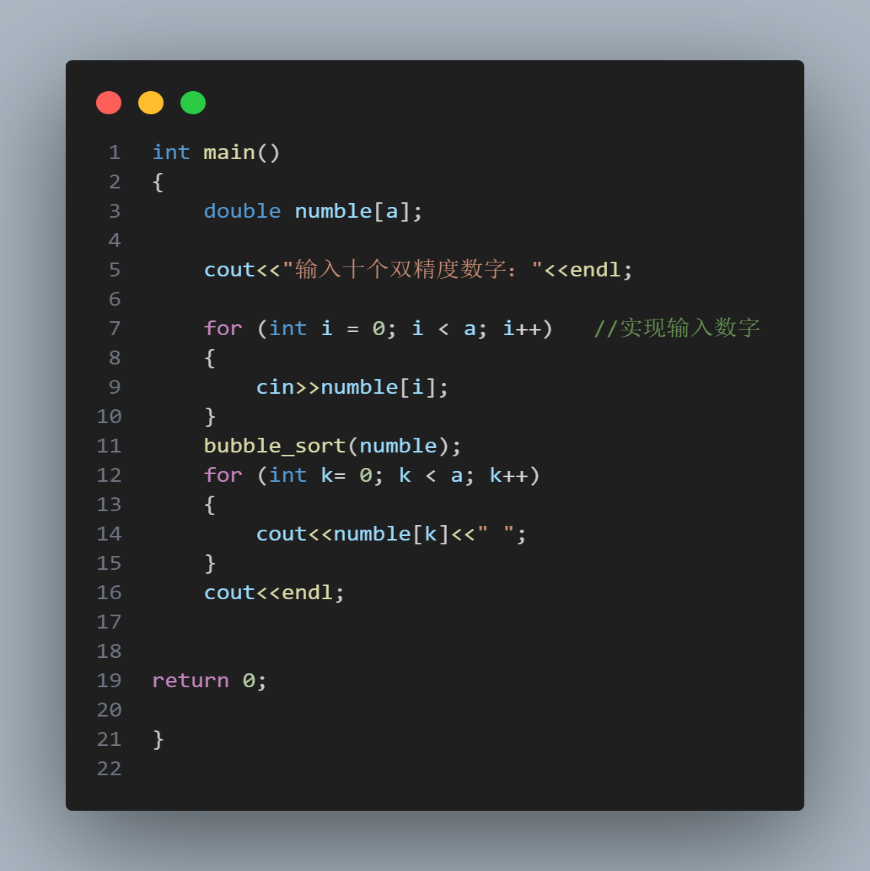 1 int main()
2 {
3     double numble[a];
4
5     cout<<"输入十个双精度数字："<<endl;
6
7     for (int i = 0; i < a; i++)   //实现输入数字
8     {
9         cin>>numble[i];
10     }
11     bubble_sort(numble);
12     for (int k= 0; k < a; k++)
13     {
14         cout<<numble[k]<<" ";
15     }
16     cout<<endl;
17
18
19 return 0;
20
21 }
22